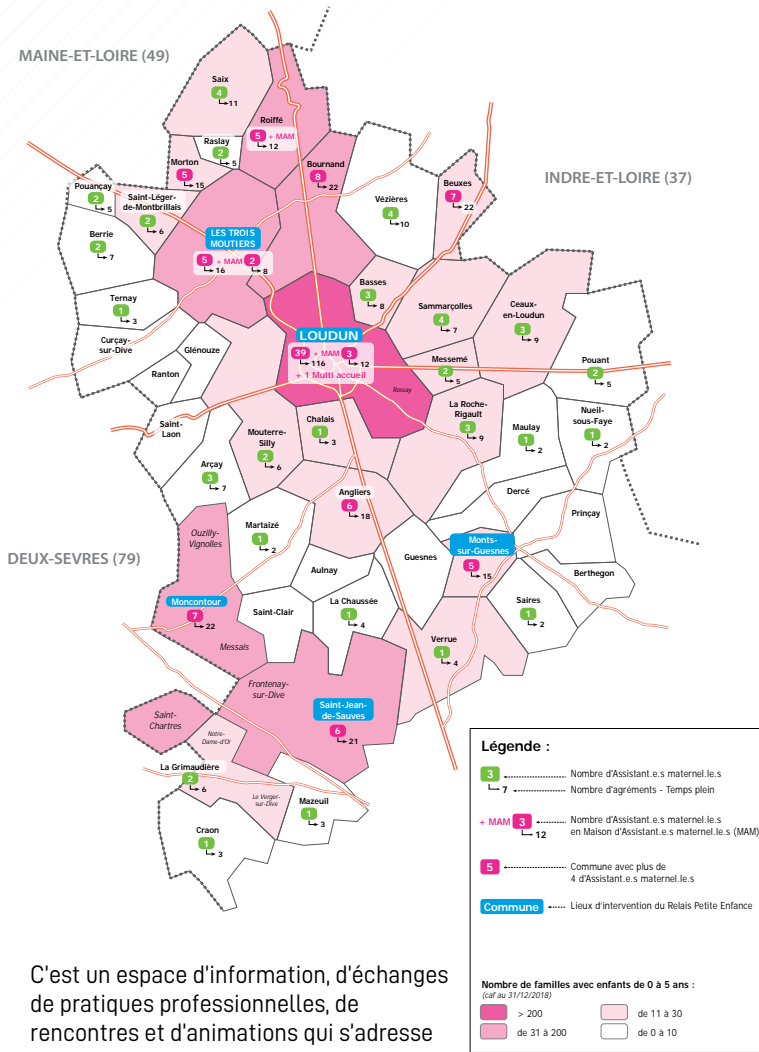 MAINE-ET-LOIRE (49)
Saix
4
11
Roiffé
5 + MAM
12
Raslay
2
5
Morton
5
15
Bournand
8
22
INDRE-ET-LOIRE (37)
Beuxes
7
22
Vézières
4
10
Pouançay
2
5
Saint-Léger-
de-Montbrillais
2
6
Berrie
2
7
LES TROIS
MOUTIERS
5 + MAM 2
16 8
Basses
3
8
Sammarçolles
4
7
Ceaux-
en-Loudun
3
9
Ternay
1
3
Curçay-
sur-Dive
Glénouze
Ranton
LOUDUN
39 + MAM 3
116 12
+ 1 Multi accueil
Rossay
Messemé
2
5
Pouant
2
5
Saint-
Laon
Mouterre-
Silly
2
6
Chalais
1
3
La Roche-
Rigault
3
9
Maulay
1
2
Nueil-
sous-Faye
1
2
Arçay
3
7
Angliers
6
18
Dercé
Prinçay
Ouzilly-
Vignolles
Martaizé
1
2
DEUX-SEVRES (79)
Aulnay
Guesnes
Monts-
sur-Guesnes
5
15
Berthegon
Moncontour
7
22
Saint-Clair
La Chaussée
1
4
Saires
1
2
Messais
Verrue
1
4
Frontenay-
sur-Dive
Saint-Jean-
de-Sauves
6
21
Saint-
Chartres
Notre-
Dame-d'Or
La Grimaudière
2
6
Le Verger-
sur-Dive
Mazeuil
1
3
Craon
1
3
Légende :
3 Nombre d'Assistant.e.s maternel.le.s
7 Nombre d'agréments - Temps plein
+ MAM 3 Nombre d'Assistant.e.s maternel.le.s
12 en Maison d'Assistant.e.s maternel.le.s (MAM)
5 Commune avec plus de
4 d'Assistant.e.s maternel.le.s
Commune Lieux d'intervention du Relais Petite Enfance
Nombre de familles avec enfants de 0 à 5 ans :
(caf au 31/12/2018)
> 200 de 11 à 30
de 31 à 200 de 0 à 10
C'est un espace d'information, d'échanges
de pratiques professionnelles, de
rencontres et d'animations qui s'adresse